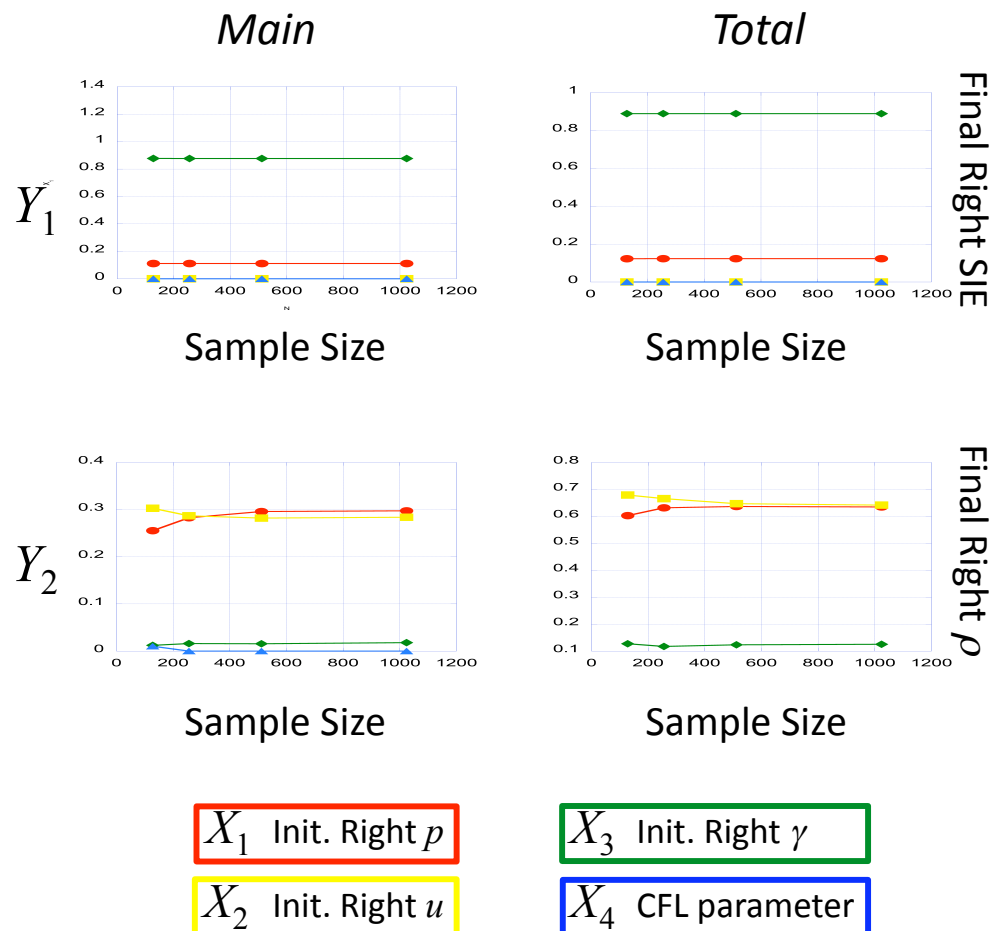 Main Total
1.4
1.2
1
0.8
0.6
0.4
0.2
0
0 200 400 600 800 1000 1200
N
Y1
Sample Size
1
0.8
0.6
0.4
0.2
0
0 200 400 600 800 1000 1200
Sample Size
Final Right SIE
0.4
0.3
0.2
0.1
0
0 200 400 600 800 1000 1200
Y2
Sample Size
0.8
0.7
0.6
0.5
0.4
0.3
0.2
0.1
0 200 400 600 800 1000 1200
Sample Size
Final Right ρ
X1 Init. Right p
X3 Init. Right γ
X2 Init. Right u
X4 CFL parameter